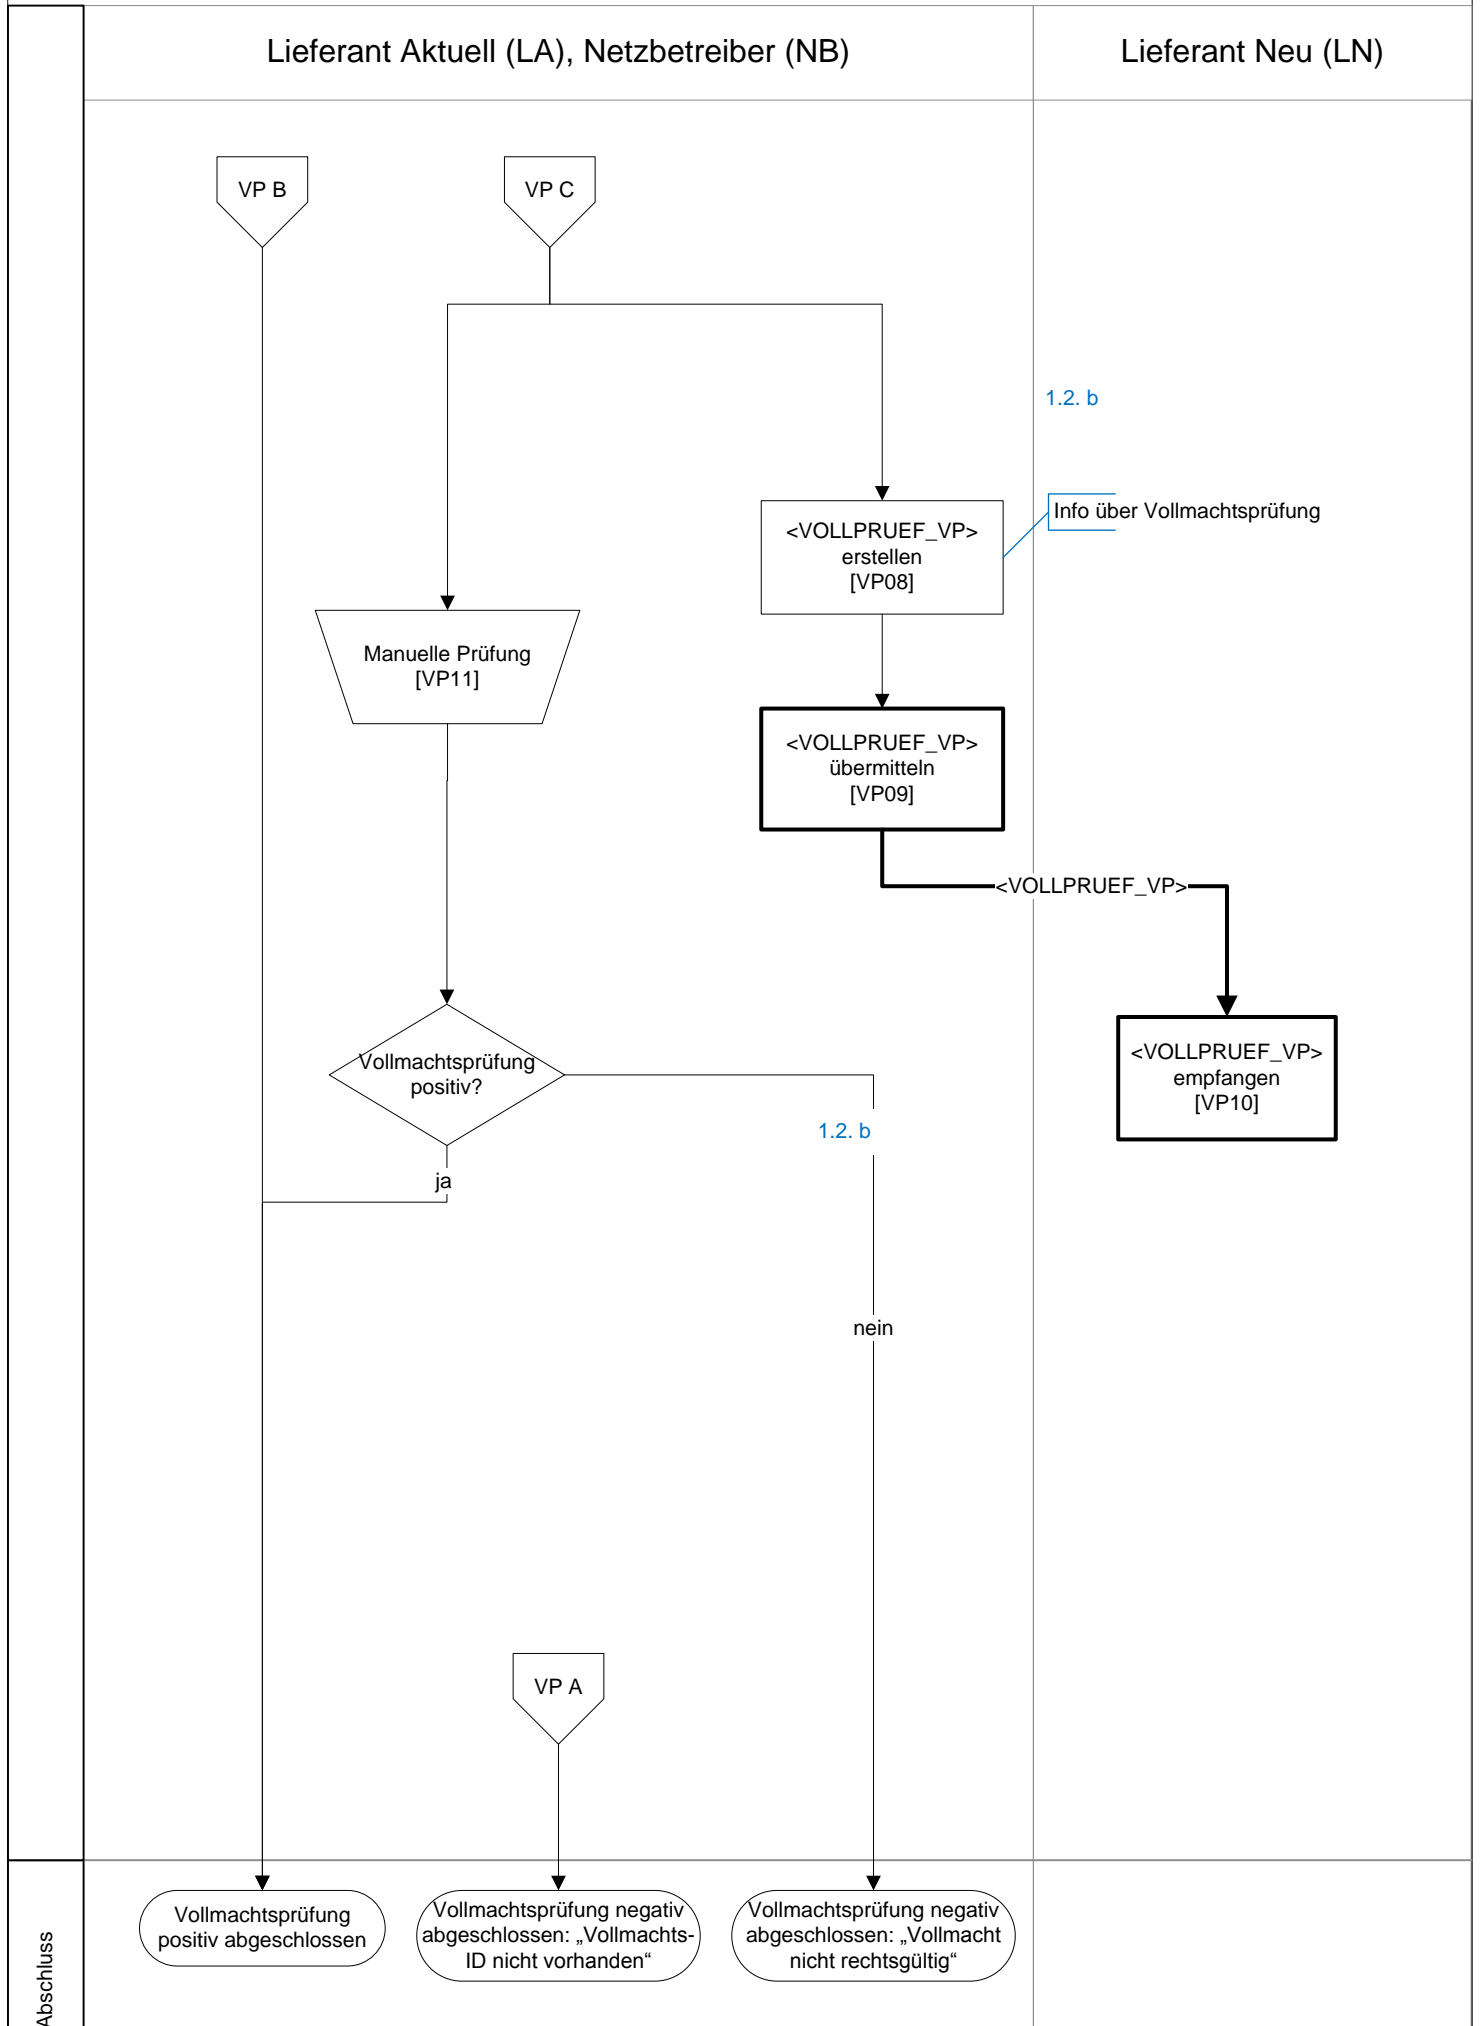 Lieferant Aktuell (LA), Netzbetreiber (NB)
Lieferant Neu (LN)
VP B
VP C
1.2. b
Info über Vollmachtsprüfung
<VOLLPRUEF_VP>
erstellen
[VP08]
Manuelle Prüfung
[VP11]
<VOLLPRUEF_VP>
übermitteln
[VP09]
<VOLLPRUEF_VP>
<VOLLPRUEF_VP>
empfangen
[VP10]
Vollmachtsprüfung
positiv?
1.2. b
ja
nein
VP A
Abschluss
Vollmachtsprüfung
positiv abgeschlossen
Vollmachtsprüfung negativ
abgeschlossen: „Vollmachts-
ID nicht vorhanden“
Vollmachtsprüfung negativ
abgeschlossen: „Vollmacht
nicht rechtsgültig“